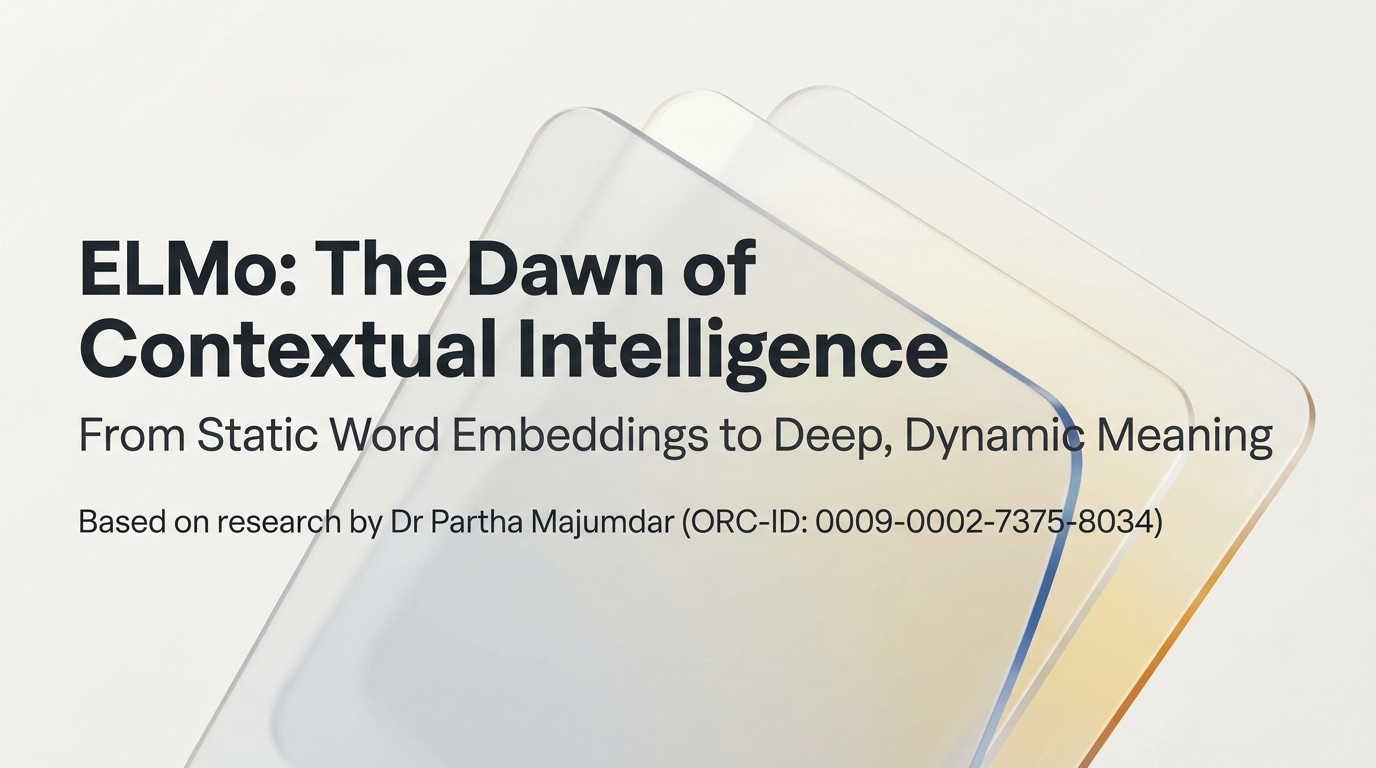 ELMo: The Dawn of
Contextual Intelligence
From Static Word Embeddings to Deep, Dynamic Meaning
Based on research by Dr Partha Majumdar (ORC-ID: 0009-0002-7375-8034)